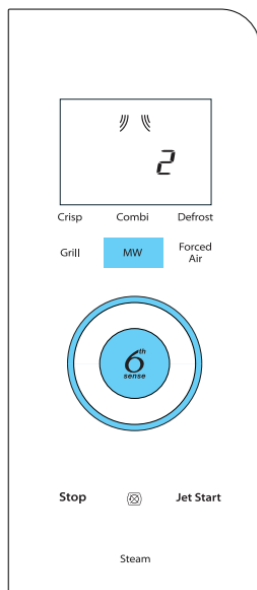 2
Crisp Combi Defrost
Grill MW Forced
Air
6th
sense
Stop Jet Start
Steam